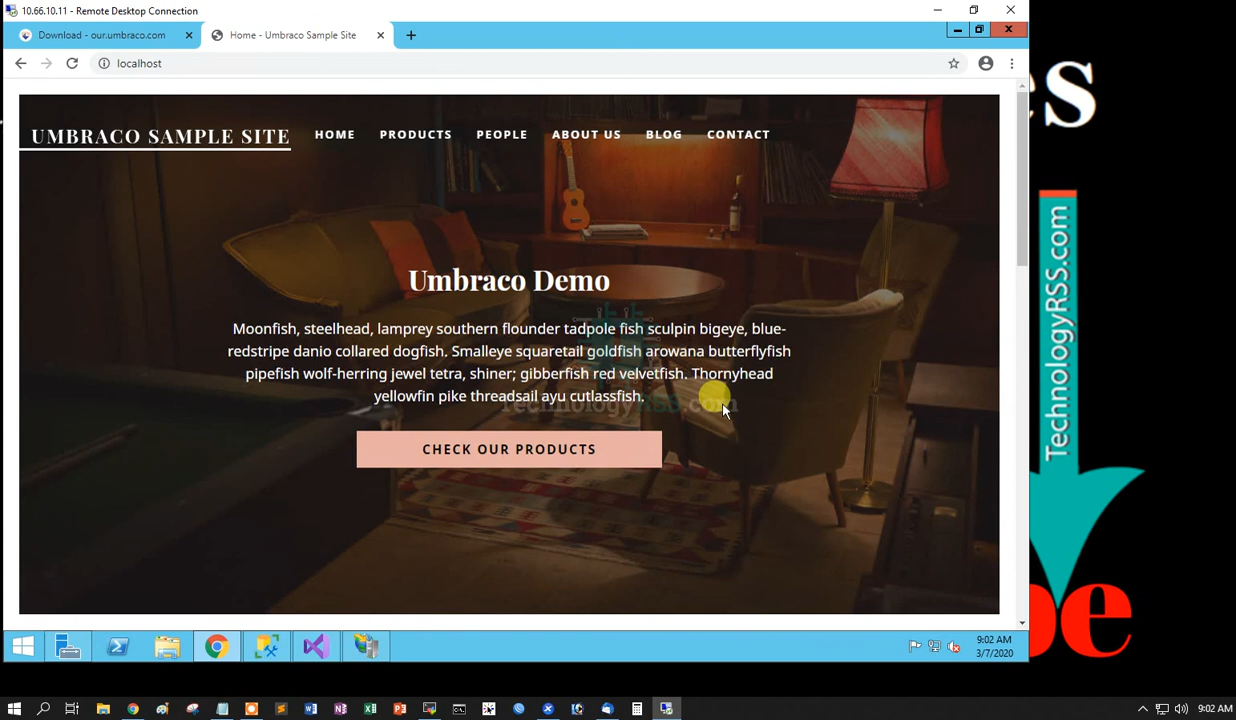 10.66.10.11 - Remote Desktop Connection
Download - our.umbraco.com
Home - Umbraco Sample Site
localhost
UMBRACO SAMPLE SITE
HOME
PRODUCTS
PEOPLE
ABOUT US
BLOG
CONTACT
Umbraco Demo
Moonfish, steelhead, lamprey southern flounder tadpole fish sculpin bigeye, blue-
redstripe danio collared dogfish. Smalleye squaretail goldfish arowana butterflyfish
pipefish wolf-herring jewel tetra, shiner; gibberfish red velvetfish. Thornyhead
yellowfin pike threadsail ayu cutlassfish.
TechnologyRSS.com
CHECK OUR PRODUCTS
TechnologyRSS.com
9:02 AM
3/7/2020
9:02 AM